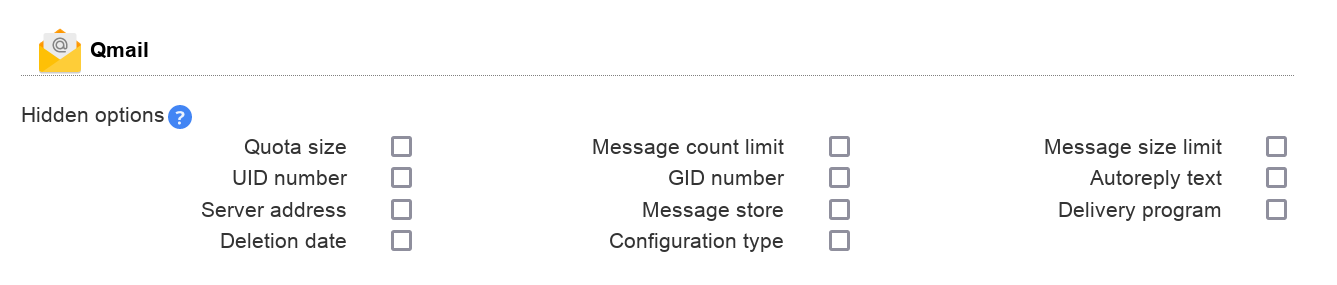 @ Qmail
Hidden options ?
Quota size Message count limit Message size limit
UID number GID number Autoreply text
Server address Message store Delivery program
Deletion date Configuration type